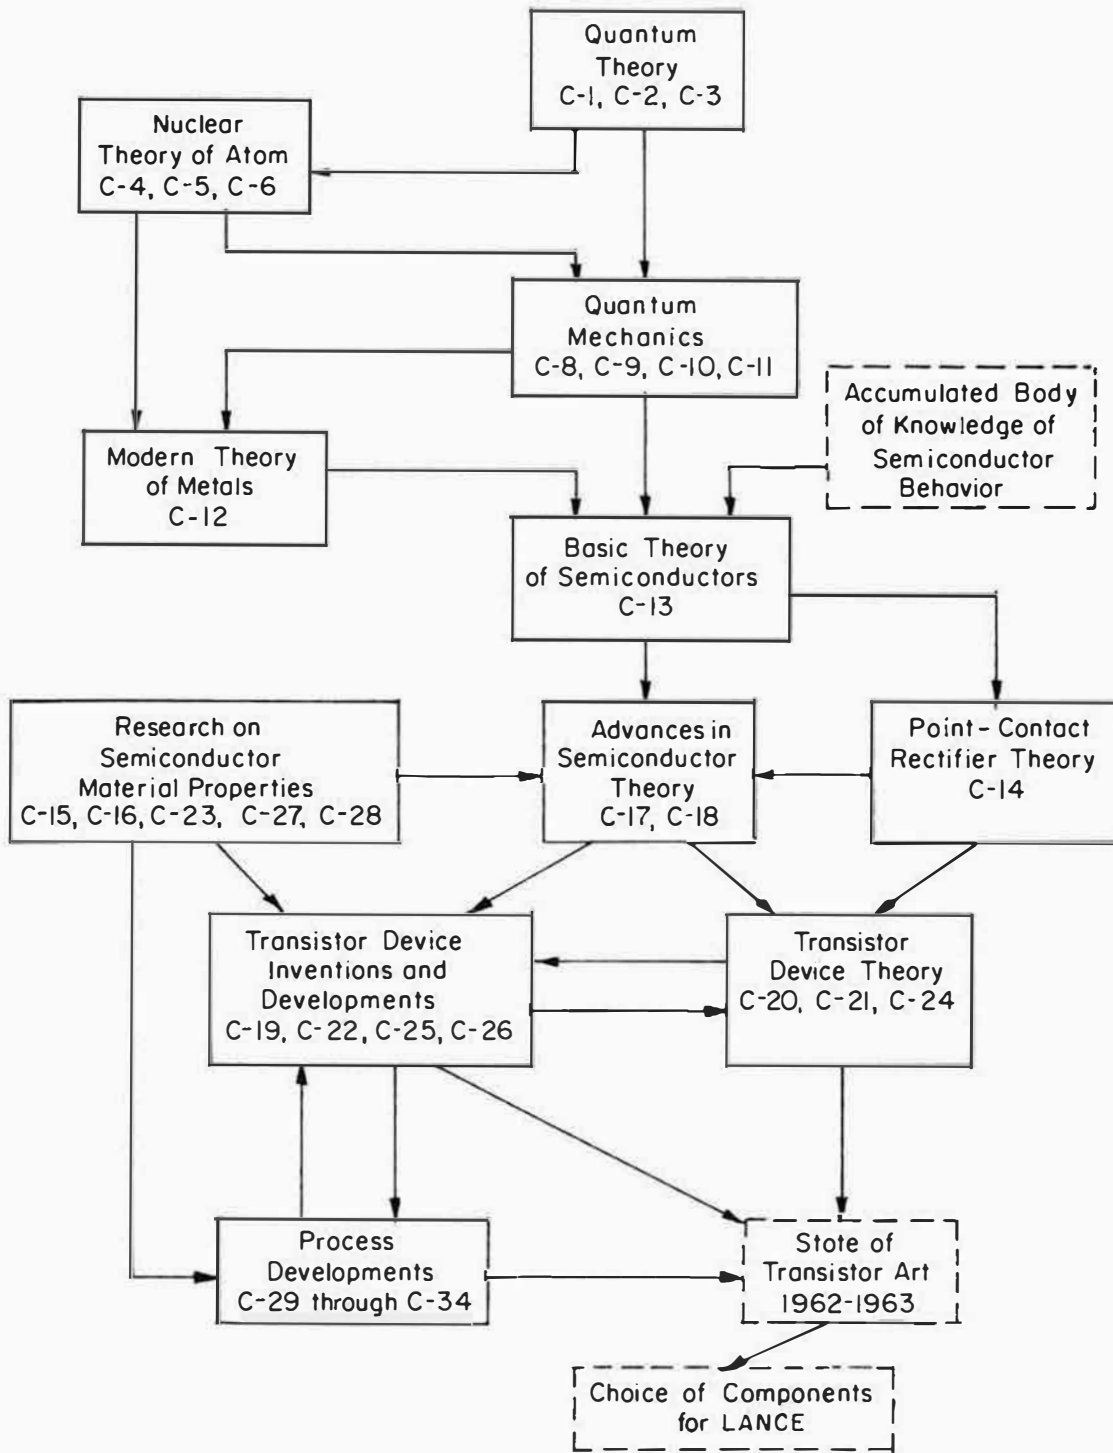 Quantum
Theory
C-1, C-2, C-3
Nuclear
Theory of Atom
C-4, C-5, C-6
Quantum
Mechanics
C-8, C-9, C-10, C-11
Accumulated Body
of Knowledge of
Semiconductor
Behavior
Modern Theory
of Metals
C-12
Basic Theory
of Semiconductors
C-13
Research on
Semiconductor
Material Properties
C-15, C-16, C-23, C-27, C-28
Advances in
Semiconductor
Theory
C-17, C-18
Point-Contact
Rectifier Theory
C-14
Transistor Device
Inventions and
Developments
C-19, C-22, C-25, C-26
Transistor
Device Theory
C-20, C-21, C-24
Process
Developments
C-29 through C-34
State of
Transistor Art
1962-1963
Choice of Components
for LANCE